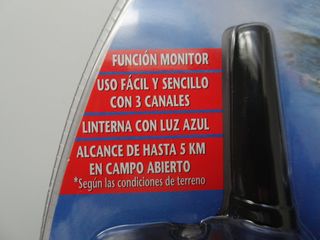 FUNCIÓN MONITOR
USO FÁCIL Y SENCILLO
CON 3 CANALES
LINTERNA CON LUZ AZUL
ALCANCE DE HASTA 5 KM
EN CAMPO ABIERTO
*Según las condiciones de terreno